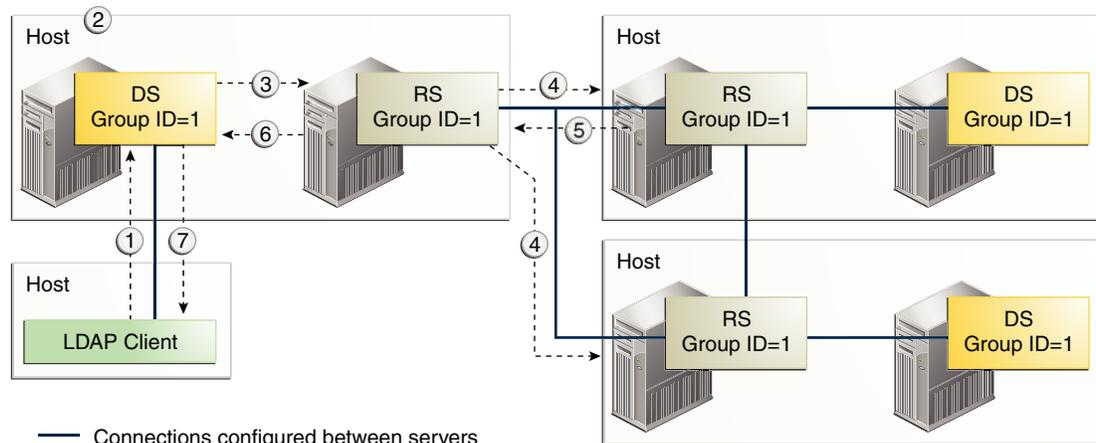 Host
2
DS
Group ID=1
3
6
RS
Group ID=1
4
5
Host
RS
Group ID=1
DS
Group ID=1
1
7
4
Host
LDAP Client
Host
RS
Group ID=1
DS
Group ID=1
Connections configured between servers